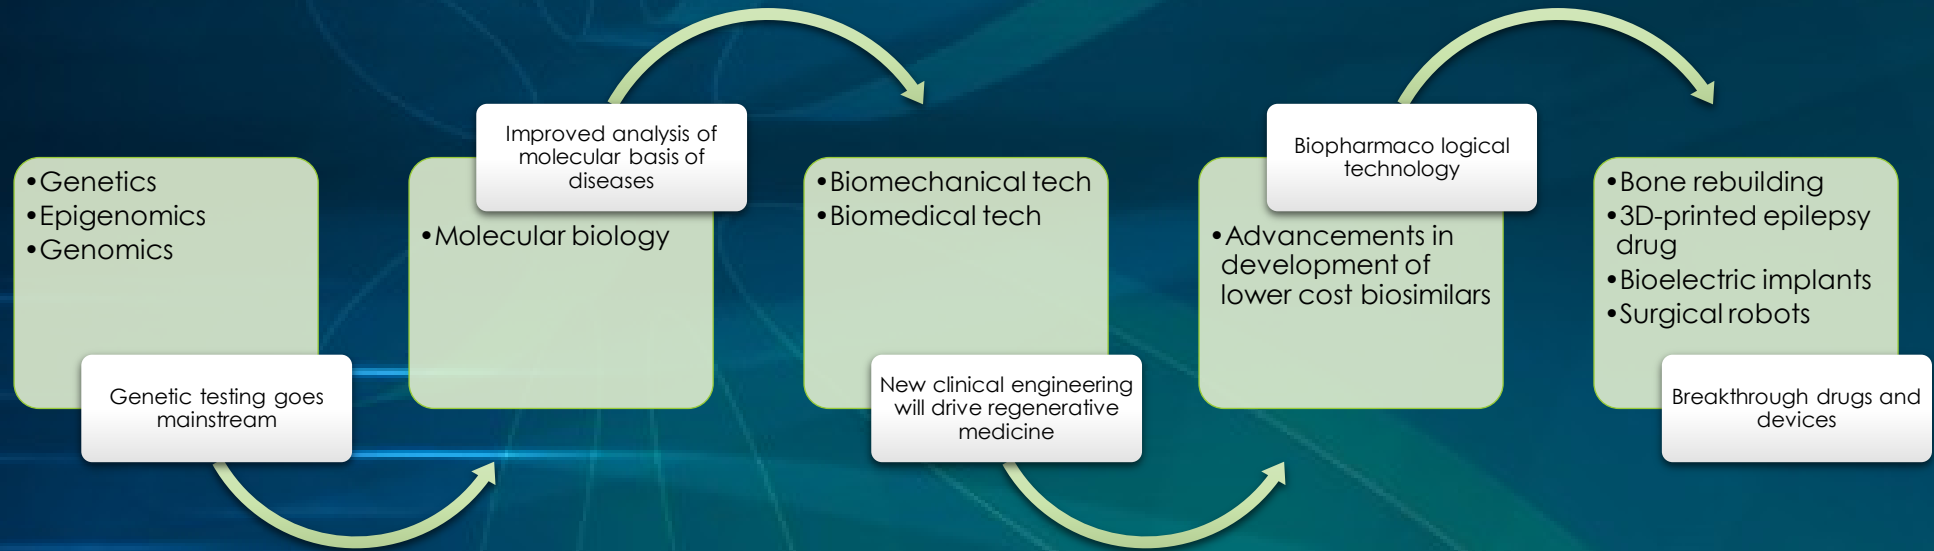 •Genetics
•Epigenomics
•Genomics
Genetic testing goes
mainstream
Improved analysis of
molecular basis of
diseases
•Molecular biology
•Biomechanical tech
•Biomedical tech
New clinical engineering
will drive regenerative
medicine
Biopharmaco logical
technology
•Advancements in
development of
lower cost biosimilars
•Bone rebuilding
•3D-printed epilepsy
drug
•Bioelectric implants
•Surgical robots
Breakthrough drugs and
devices